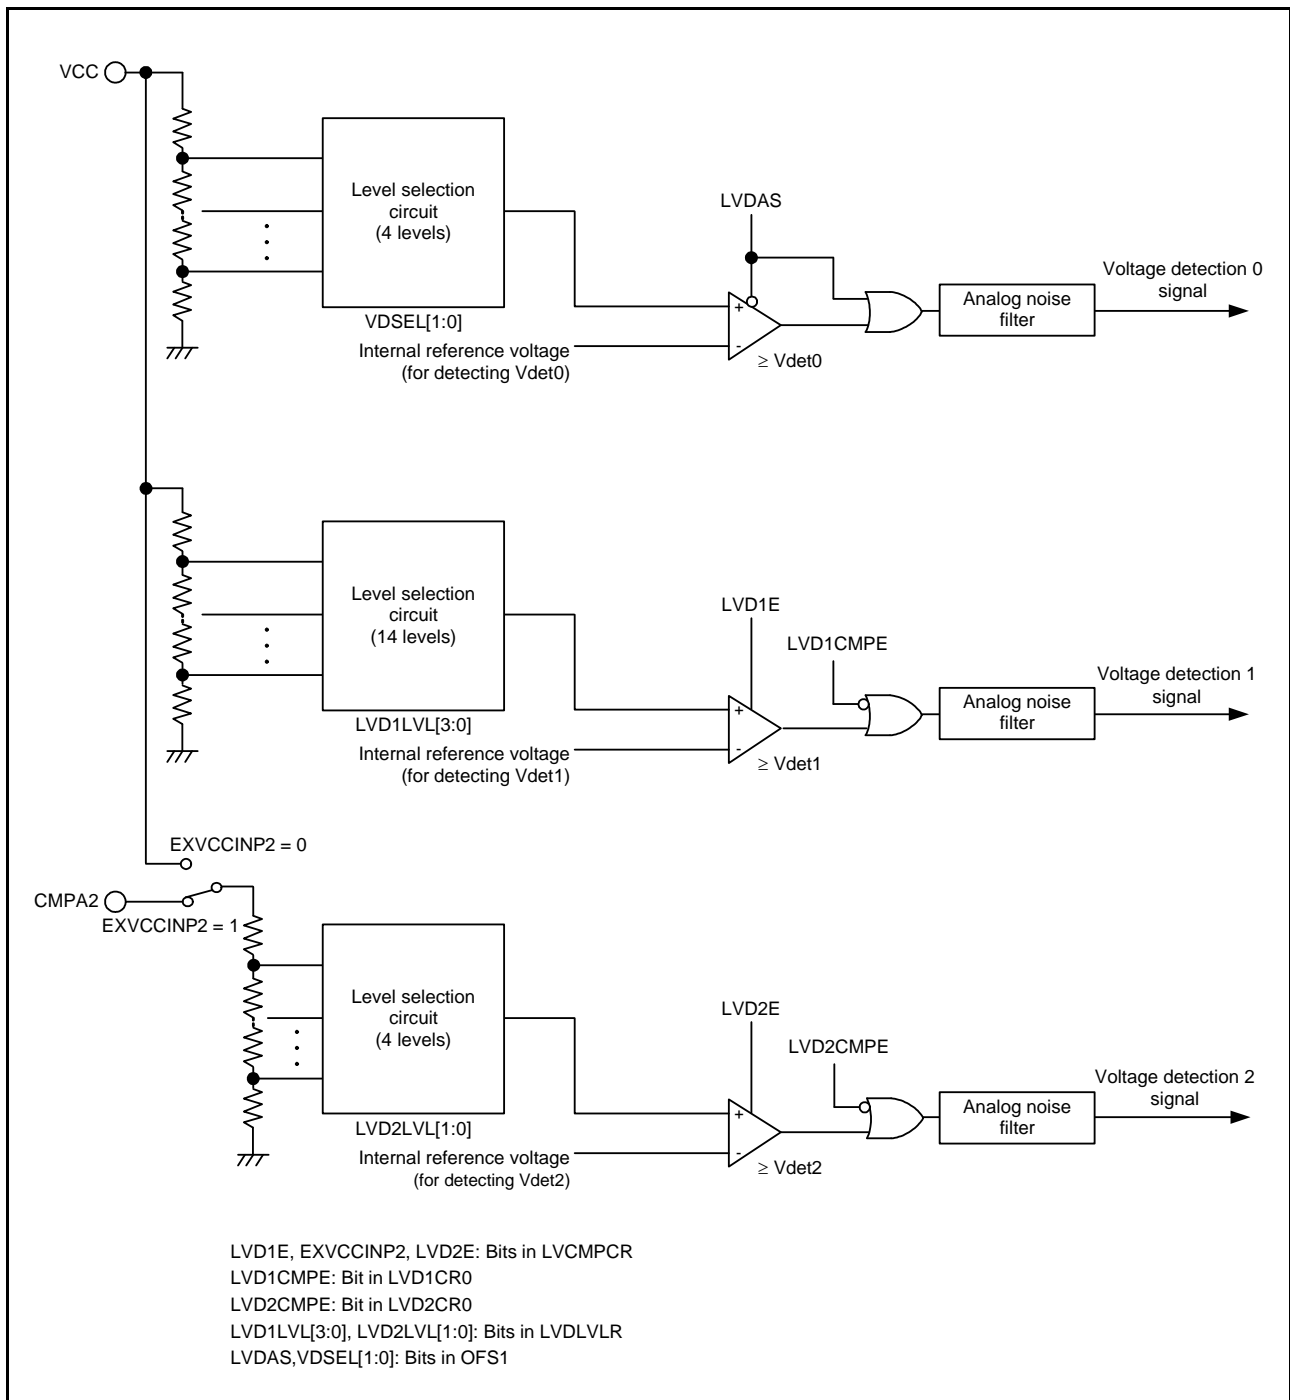 VCC
Level selection
circuit
(4 levels)
VDSEL[1:0]
Internal reference voltage
(for detecting Vdet0)
LVDAS
+
-
≥ Vdet0
Analog noise
filter
Voltage detection 0
signal
Level selection
circuit
(14 levels)
LVD1LVL[3:0]
Internal reference voltage
(for detecting Vdet1)
LVD1E
LVD1CMPE
+
-
≥ Vdet1
Analog noise
filter
Voltage detection 1
signal
EXVCCINP2 = 0
CMPA2
EXVCCINP2 = 1
Level selection
circuit
(4 levels)
LVD2LVL[1:0]
Internal reference voltage
(for detecting Vdet2)
LVD2E
LVD2CMPE
+
-
≥ Vdet2
Analog noise
filter
Voltage detection 2
signal
LVD1E, EXVCCINP2, LVD2E: Bits in LVCMPCR
LVD1CMPE: Bit in LVD1CR0
LVD2CMPE: Bit in LVD2CR0
LVD1LVL[3:0], LVD2LVL[1:0]: Bits in LVDLVLR
LVDAS,VDSEL[1:0]: Bits in OFS1